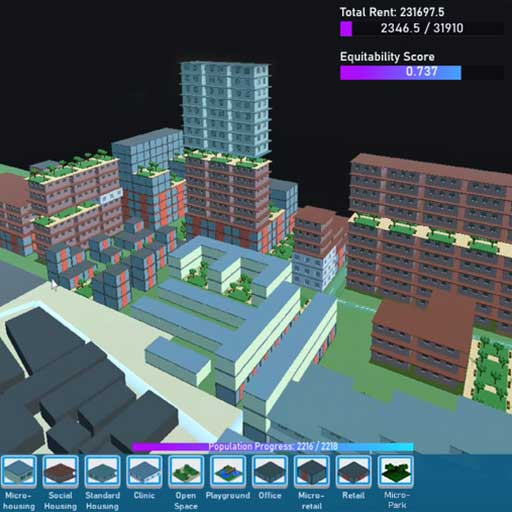 Total Rent: 231697.5
2346.5 / 31910
Equitability Score
0.737
Population Progress: 2216 / 2218
Micro-
housing
Social
Housing
Standard
Housing
Clinic
Open
Space
Playground
Office
Micro-
retail
Retail
Micro-
Park